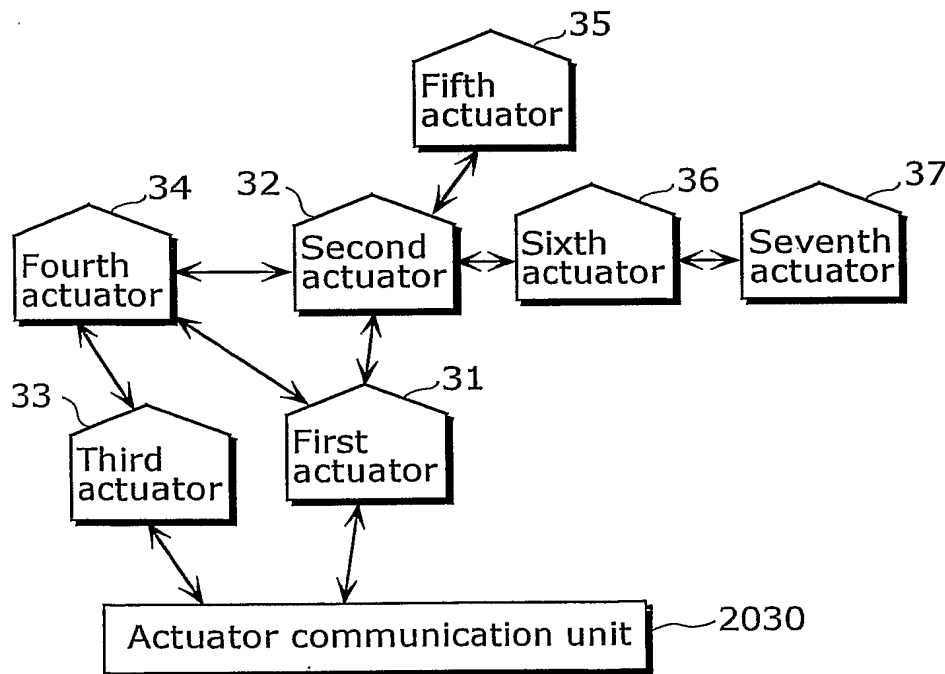 35
Fifth
actuator
34
32
36
37
Fourth
actuator
Second
actuator
Sixth
actuator
Seventh
actuator
33
31
Third
actuator
First
actuator
Actuator communication unit
2030